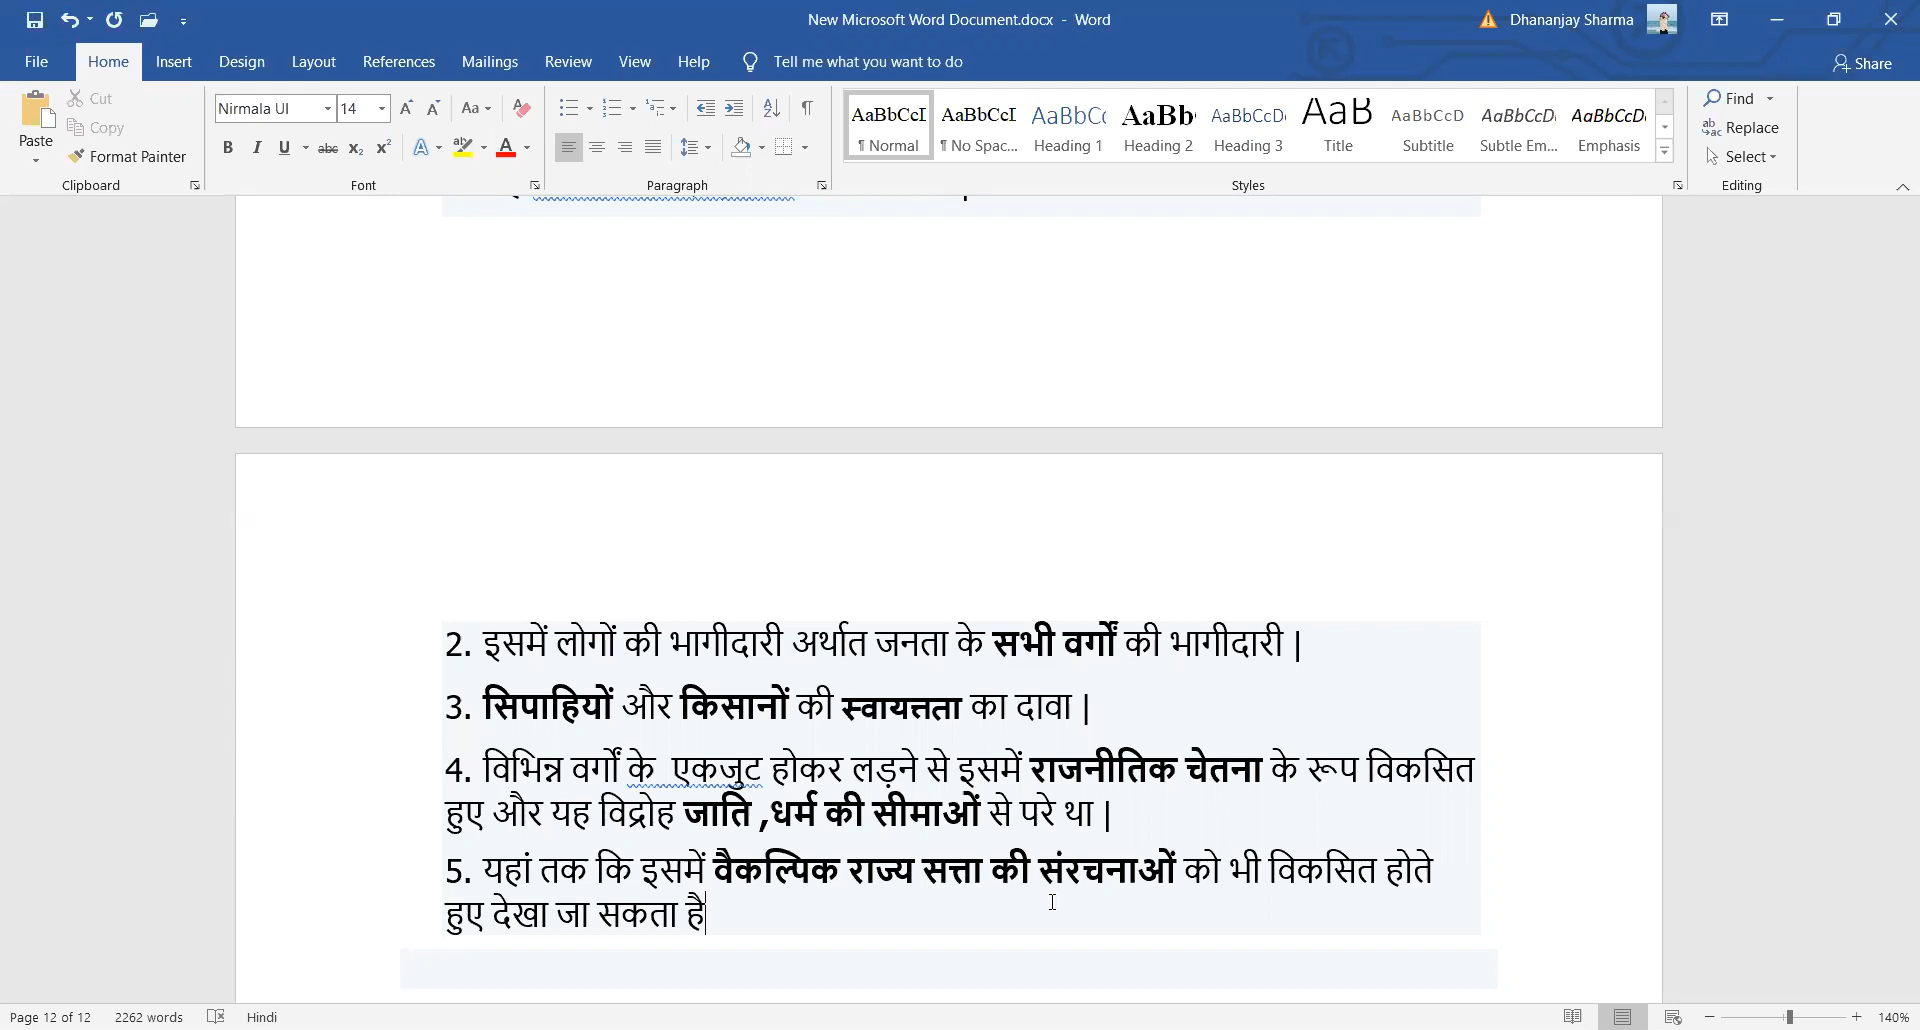 New Microsoft Word Document.docx - Word
Dhananjay Sharma
File Home Insert Design Layout References Mailings Review View Help Tell me what you want to do
Share
Paste
Cut
Copy
Format Painter
Clipboard
Nirmala UI 14
Font
Paragraph
AaBbCcI AaBbCcI AaBbCc AaBb AaBbCcD AaB AaBbCcD AaBbCcD AaBbCcD
¶ Normal ¶ No Spac... Heading 1 Heading 2 Heading 3 Title Subtitle Subtle Em... Emphasis
Styles
Find
Replace
Select
Editing
2. इसमें लोगों की भागीदारी अर्थात जनता के सभी वर्गों की भागीदारी |
3. सिपाहियों और किसानों की स्वायत्तता का दावा |
4. विभिन्न वर्गों के एकजुट होकर लड़ने से इसमें राजनीतिक चेतना के रूप विकसित
हुए और यह विद्रोह जाति ,धर्म की सीमाओं से परे था |
5. यहां तक कि इसमें वैकल्पिक राज्य सत्ता की संरचनाओं को भी विकसित होते
हुए देखा जा सकता है
Page 12 of 12 2262 words Hindi 140%